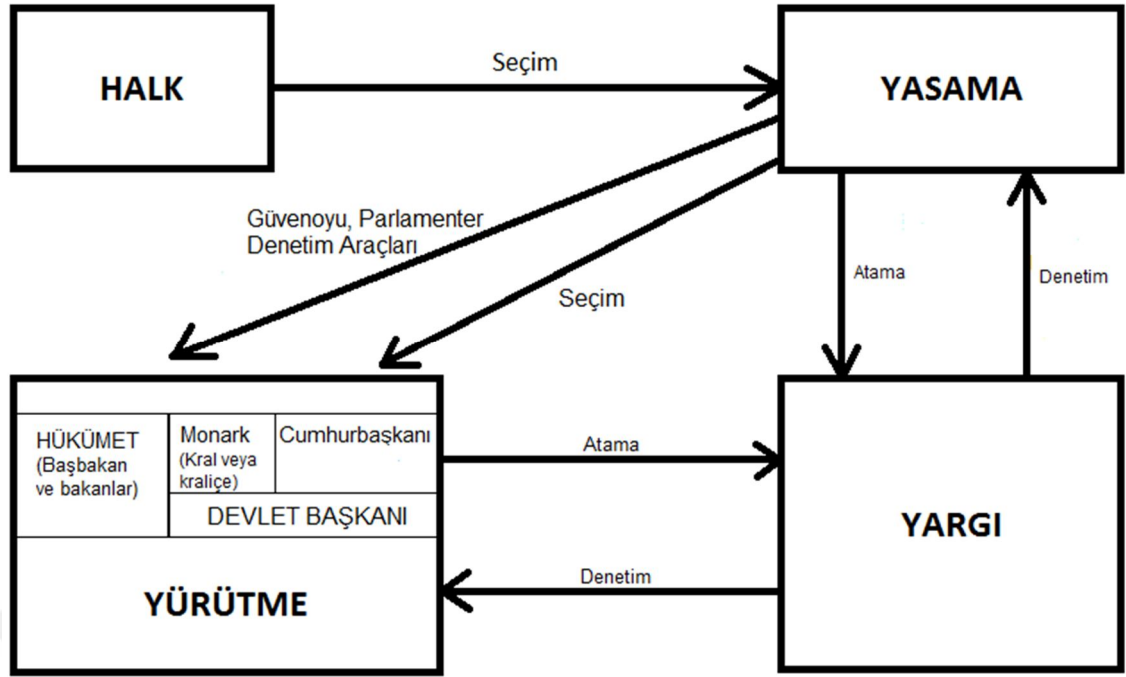 HALK
Seçim
YASAMA
Güvenoyu, Parlamenter
Denetim Araçları
Seçim
Atama
Denetim
HÜKÜMET
(Başbakan
ve bakanlar)
Monark
(Kral veya
kraliçe)
Cumhurbaşkanı
DEVLET BAŞKANI
YÜRÜTME
Atama
Denetim
YARGI